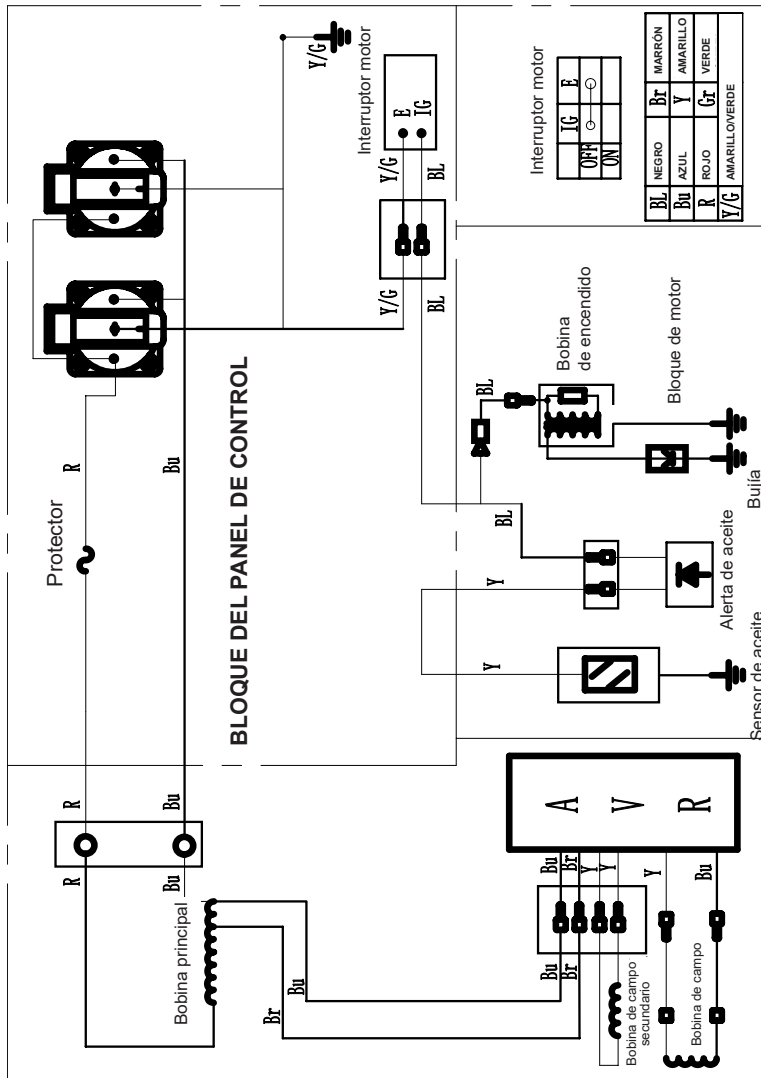 BLOQUE DEL PANEL DE CONTROL
Protector
R
Bu
R
Bu
R
Bu
Bobina principal
Br
Bu
Y/G
Interruptor motor
E
IG
Y/G
BL
Y/G
BL
BL
BL
Bobina
de encendido
Bloque de motor
Bujía
Y
Y
Alerta de aceite
Sensor de aceite
A V R
Bu
Br
Y
Y
Y
Bu
Bu
Br
Bobina de campo
secundario
Bobina de campo
Interruptor motor
IG E
OFF
ON
BL NEGRO Br MARRÓN
Bu AZUL Y AMARILLO
R ROJO Gr VERDE
Y/G AMARILLO/VERDE